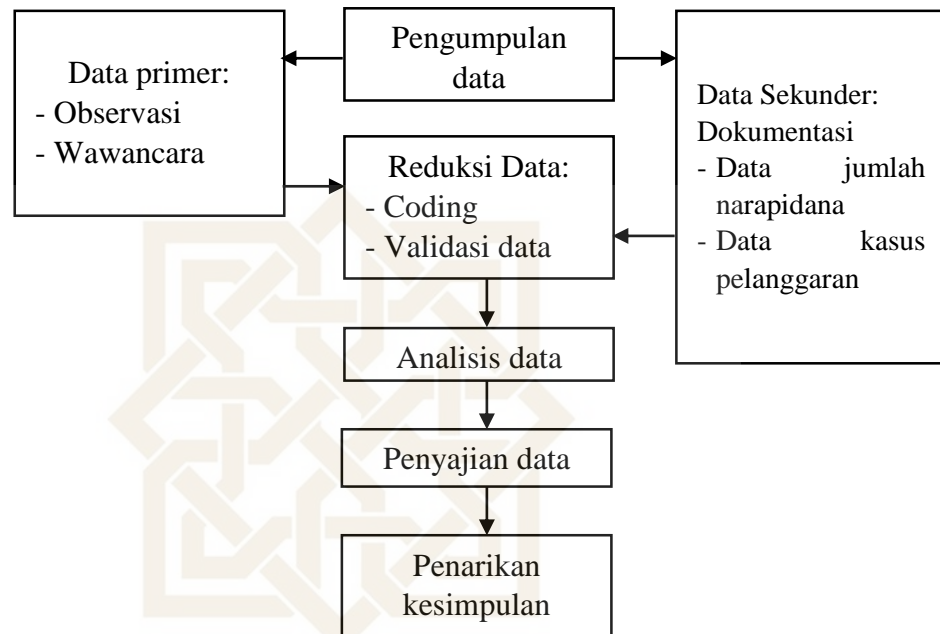 Pengumpulan
data
Data primer:
- Observasi
- Wawancara
Data Sekunder:
Dokumentasi
- Data jumlah
narapidana
- Data kasus
pelanggaran
Reduksi Data:
- Coding
- Validasi data
Analisis data
Penyajian data
Penarikan
kesimpulan